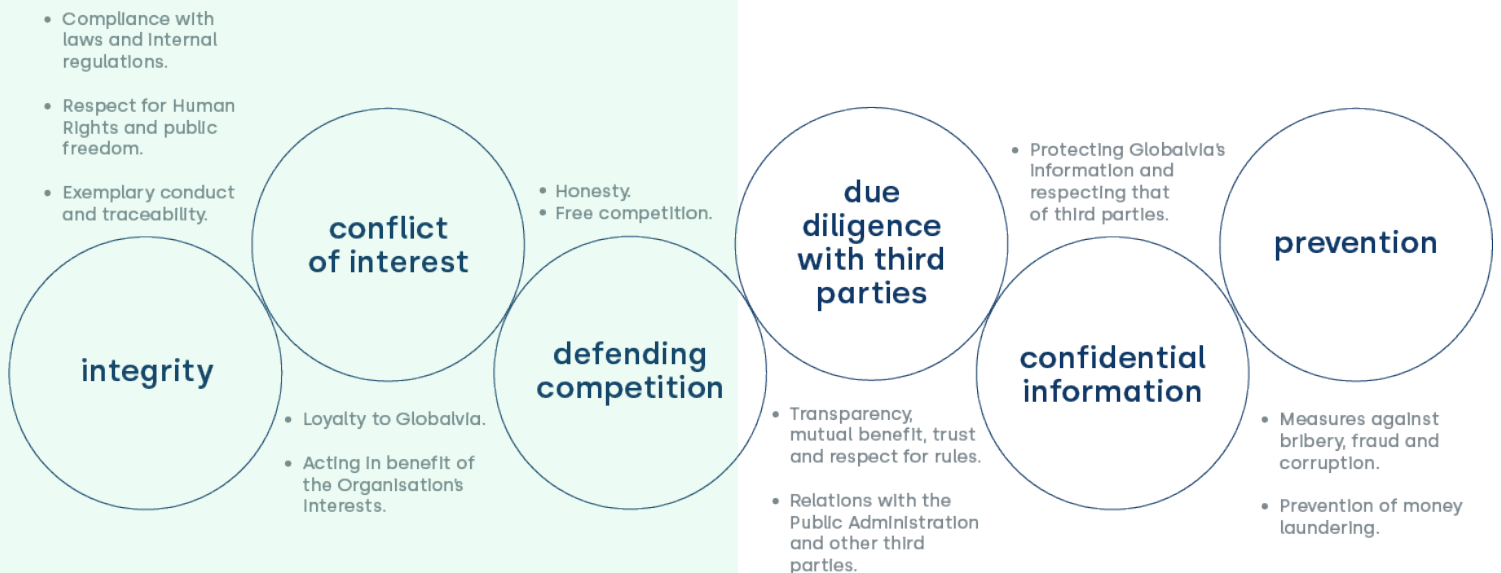 • Compliance with
laws and internal
regulations.
• Respect for Human
Rights and public
freedom.
• Exemplary conduct
and traceability.
integrity
conflict
of interest
• Loyalty to Globalvia.
• Acting in benefit of
the Organisation's
interests.
• Honesty.
• Free competition.
defending
competition
due
diligence
with third
parties
• Transparency,
mutual benefit, trust
and respect for rules.
• Relations with the
Public Administration
and other third
parties.
• Protecting Globalvia's
information and
respecting that
of third parties.
confidential
information
prevention
• Measures against
bribery, fraud and
corruption.
• Prevention of money
laundering.